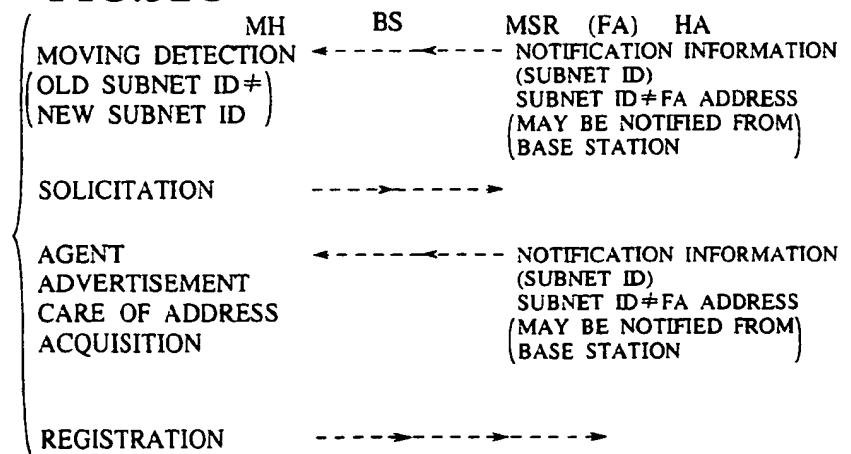 MH BS MSR (FA) HA
MOVING DETECTION NOTIFICATION INFORMATION
(OLD SUBNET ID≠ (SUBNET ID)
NEW SUBNET ID) SUBNET ID≠FA ADDRESS
(MAY BE NOTIFIED FROM
BASE STATION)
SOLICITATION
AGENT NOTIFICATION INFORMATION
ADVERTISEMENT (SUBNET ID)
CARE OF ADDRESS SUBNET ID≠FA ADDRESS
ACQUISITION (MAY BE NOTIFIED FROM
BASE STATION)
REGISTRATION